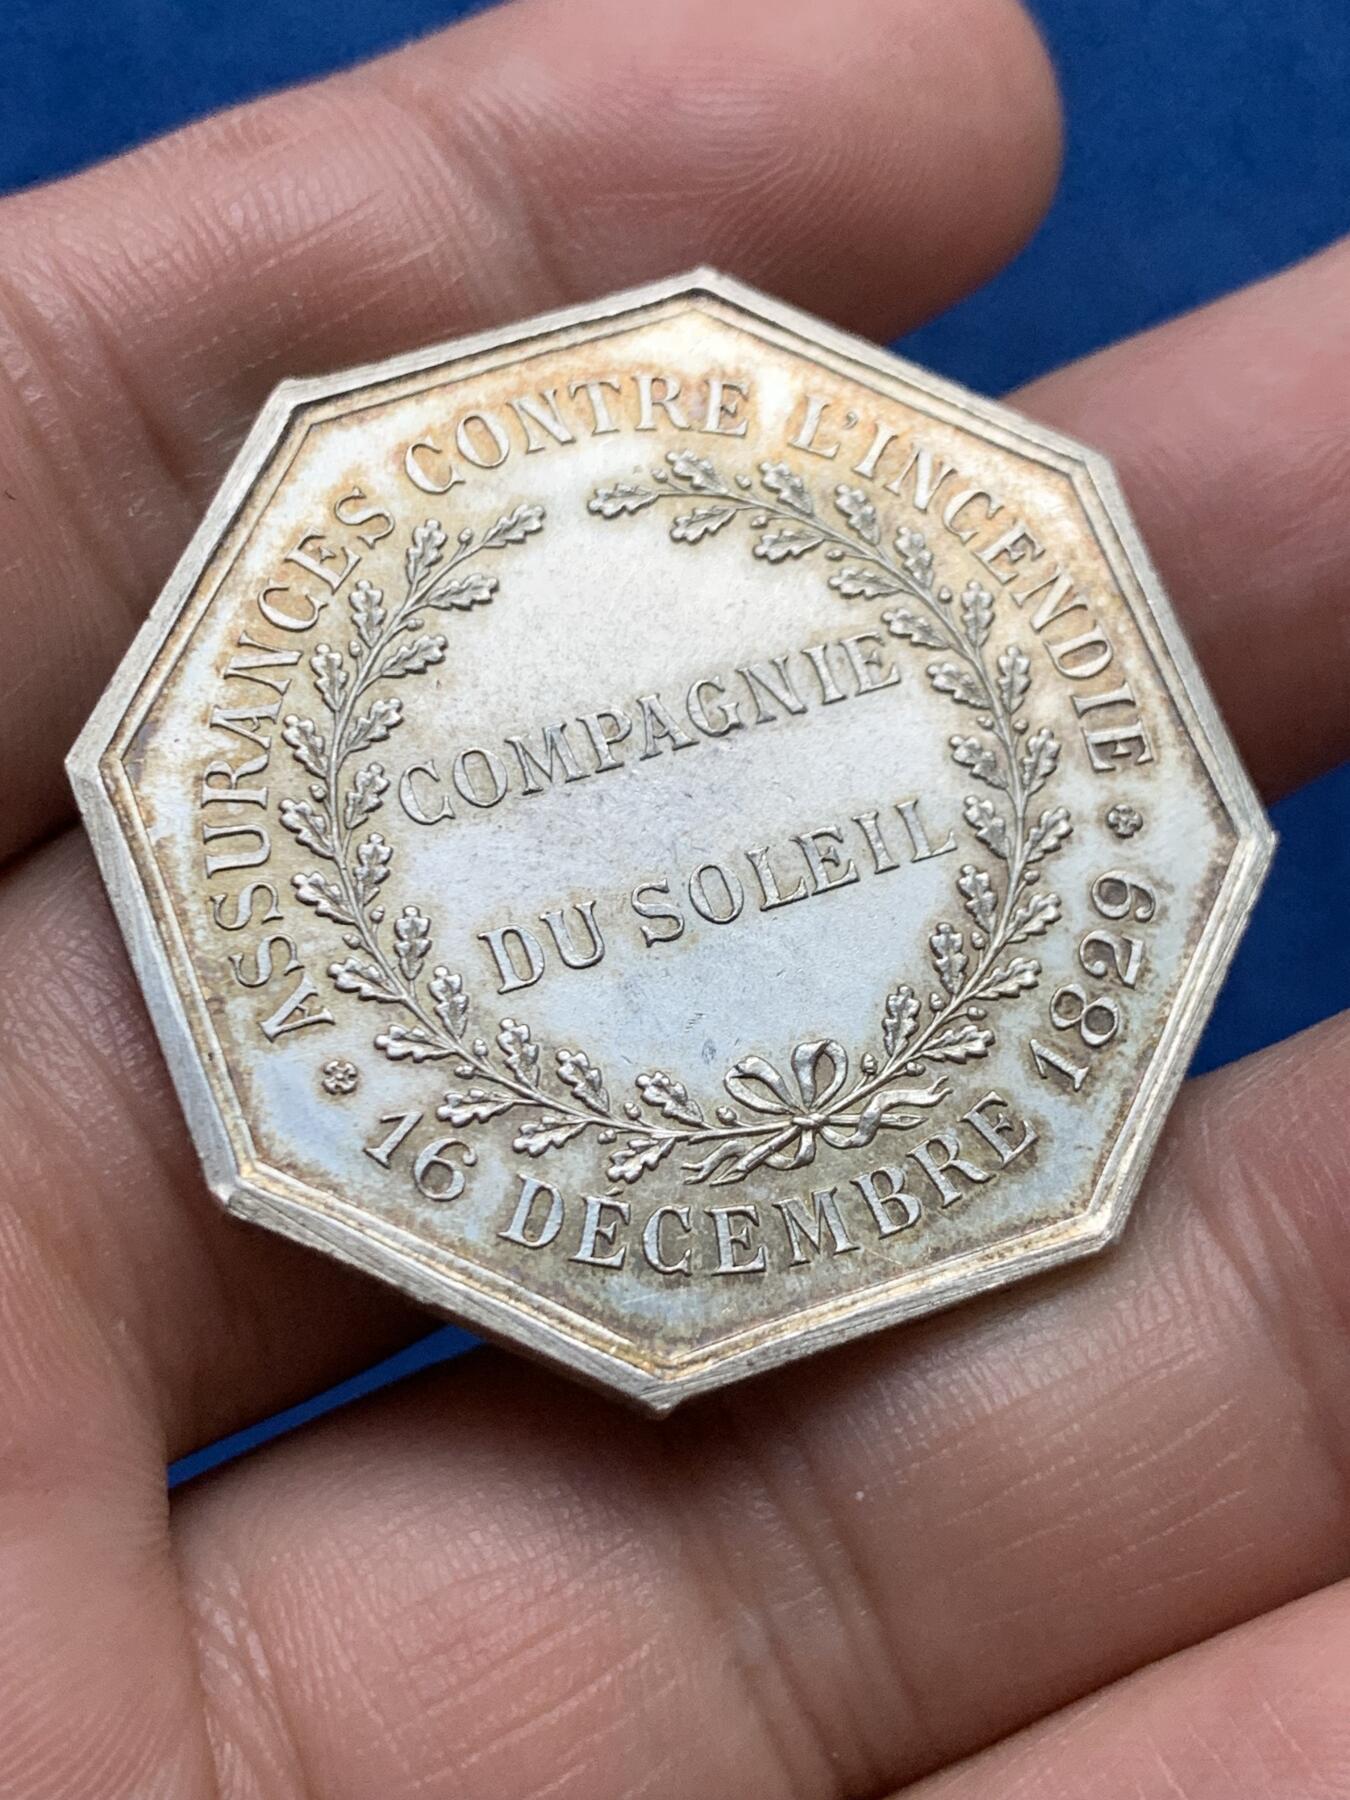 ASSURANCES CONTRE L'INCENDIE
COMPAGNIE
DU SOLEIL
16 DÉCEMBRE 1829